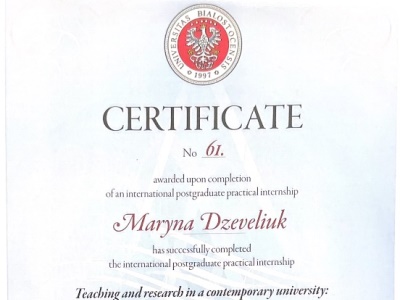 UNIVERSITAS BIALOSTOCENSIS
• 1997 •
CERTIFICATE
No 61.
awarded upon completion
of an international postgraduate practical internship
Maryna Dzeveliuk
has successfully completed
the international postgraduate practical internship
Teaching and research in a contemporary university: